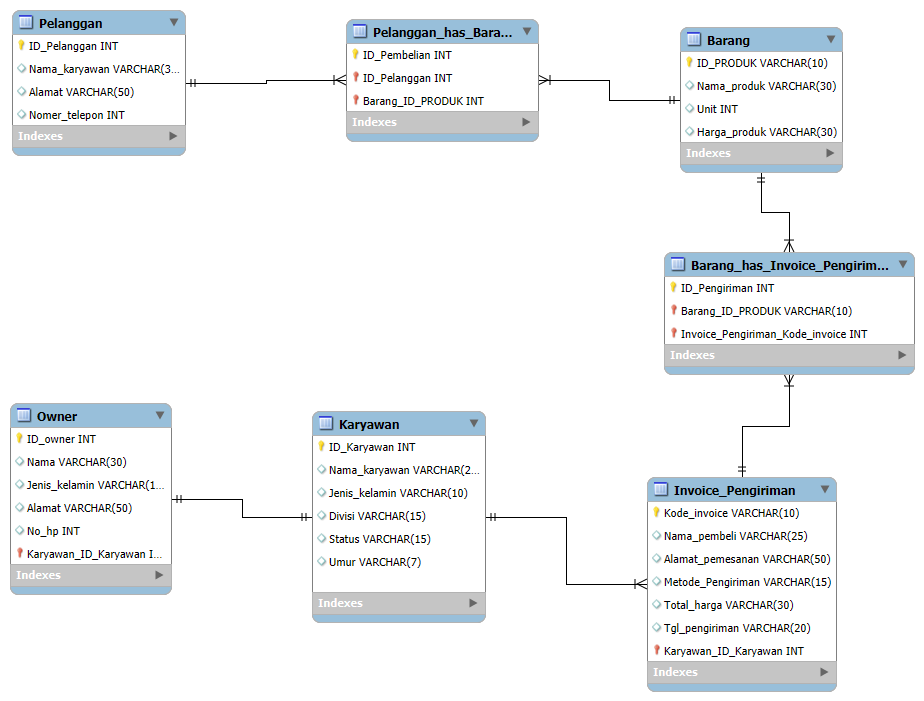 Pelanggan
ID_Pelanggan INT
Nama_karyawan VARCHAR(3...
Alamat VARCHAR(50)
Nomer_telepon INT
Indexes
Pelanggan_has_Bara...
ID_Pembelian INT
ID_Pelanggan INT
Barang_ID_PRODUK INT
Indexes
Barang
ID_PRODUK VARCHAR(10)
Nama_produk VARCHAR(30)
Unit INT
Harga_produk VARCHAR(30)
Indexes
Barang_has_Invoice_Pengirim...
ID_Pengiriman INT
Barang_ID_PRODUK VARCHAR(10)
Invoice_Pengiriman_Kode_invoice INT
Indexes
Owner
ID_owner INT
Nama VARCHAR(30)
Jenis_kelamin VARCHAR(1...
Alamat VARCHAR(50)
No_hp INT
Karyawan_ID_Karyawan I...
Indexes
Karyawan
ID_Karyawan INT
Nama_karyawan VARCHAR(2...
Jenis_kelamin VARCHAR(10)
Divisi VARCHAR(15)
Status VARCHAR(15)
Umur VARCHAR(7)
Indexes
Invoice_Pengiriman
Kode_invoice VARCHAR(10)
Nama_pembeli VARCHAR(25)
Alamat_pemesanan VARCHAR(50)
Metode_Pengiriman VARCHAR(15)
Total_harga VARCHAR(30)
Tgl_pengiriman VARCHAR(20)
Karyawan_ID_Karyawan INT
Indexes